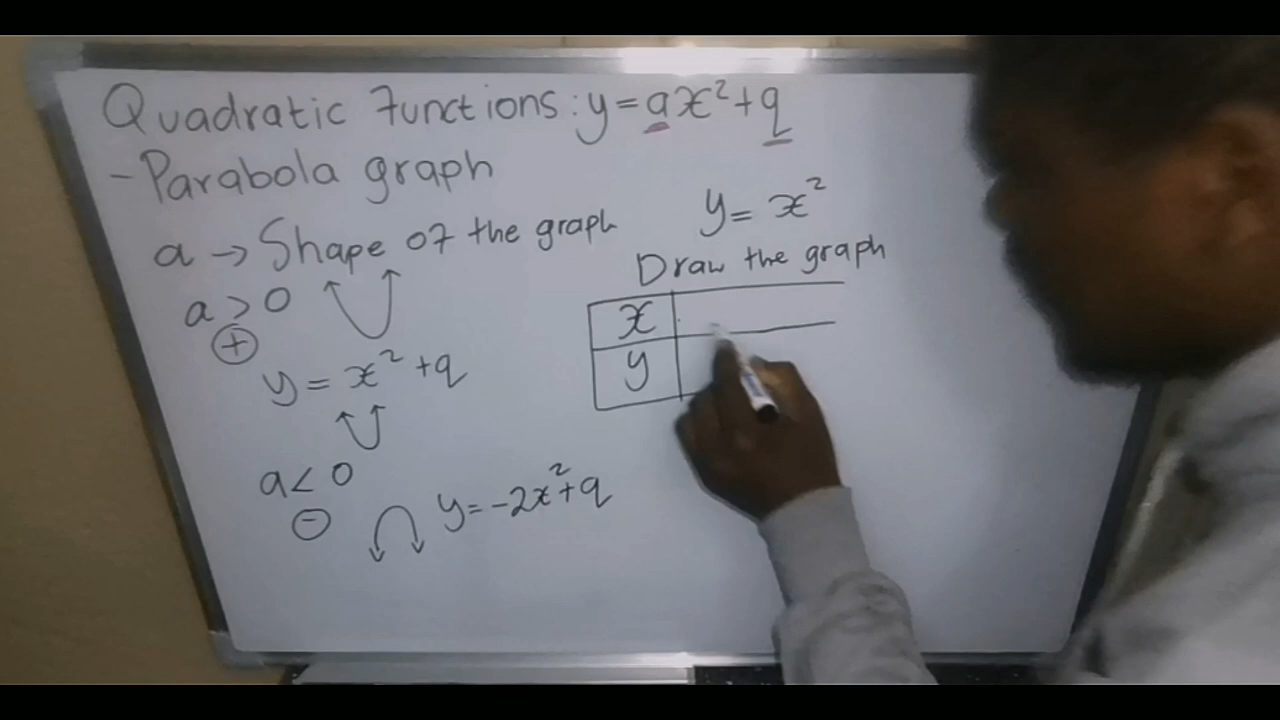 Quadratic Functions: y = ax² + q
- Parabola graph
a → Shape of the graph
a > 0
+
y = x² + q
a < 0
-
y = -2x² + q
y = x²
Draw the graph
x
y